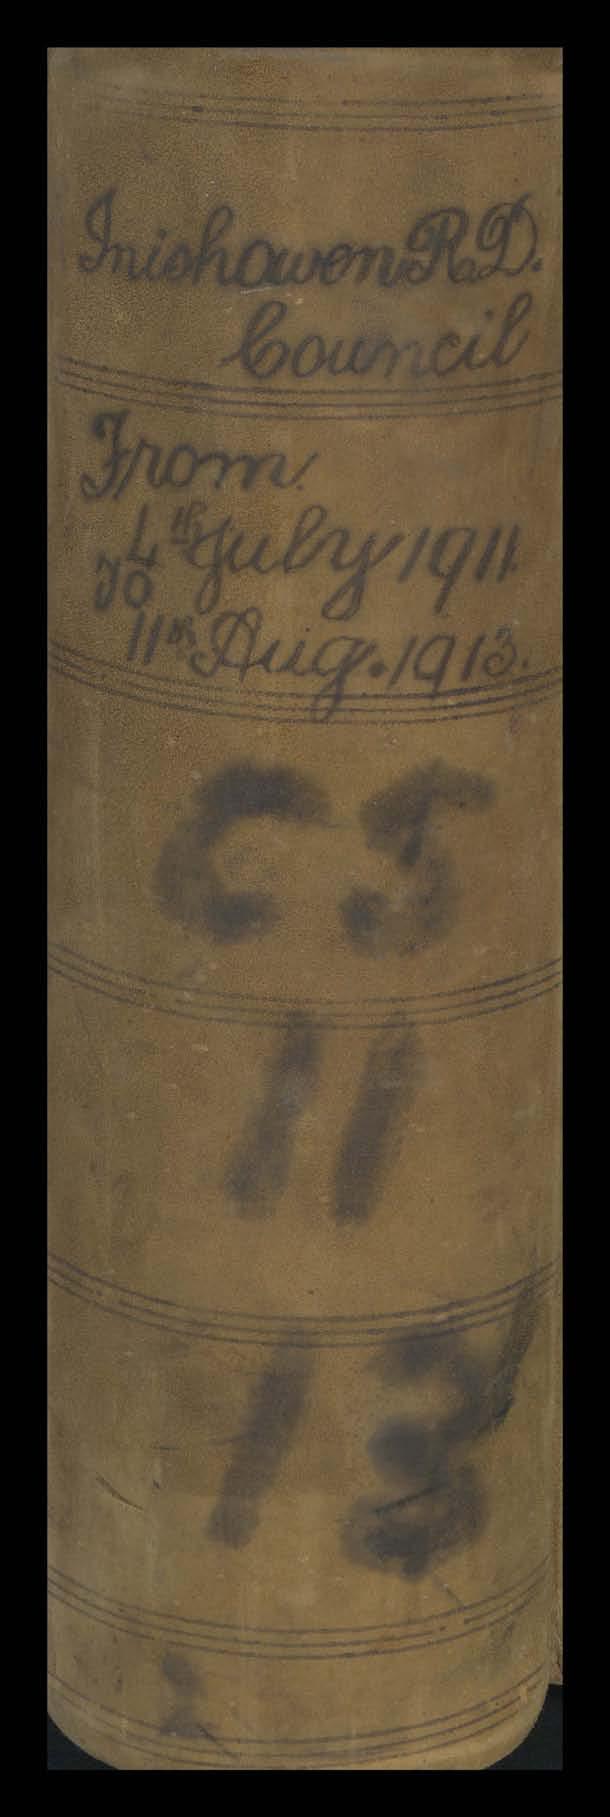 Inishowen R.D.
Council
From
4th July 1911
To
11th Aug. 1913.
CS
11
13